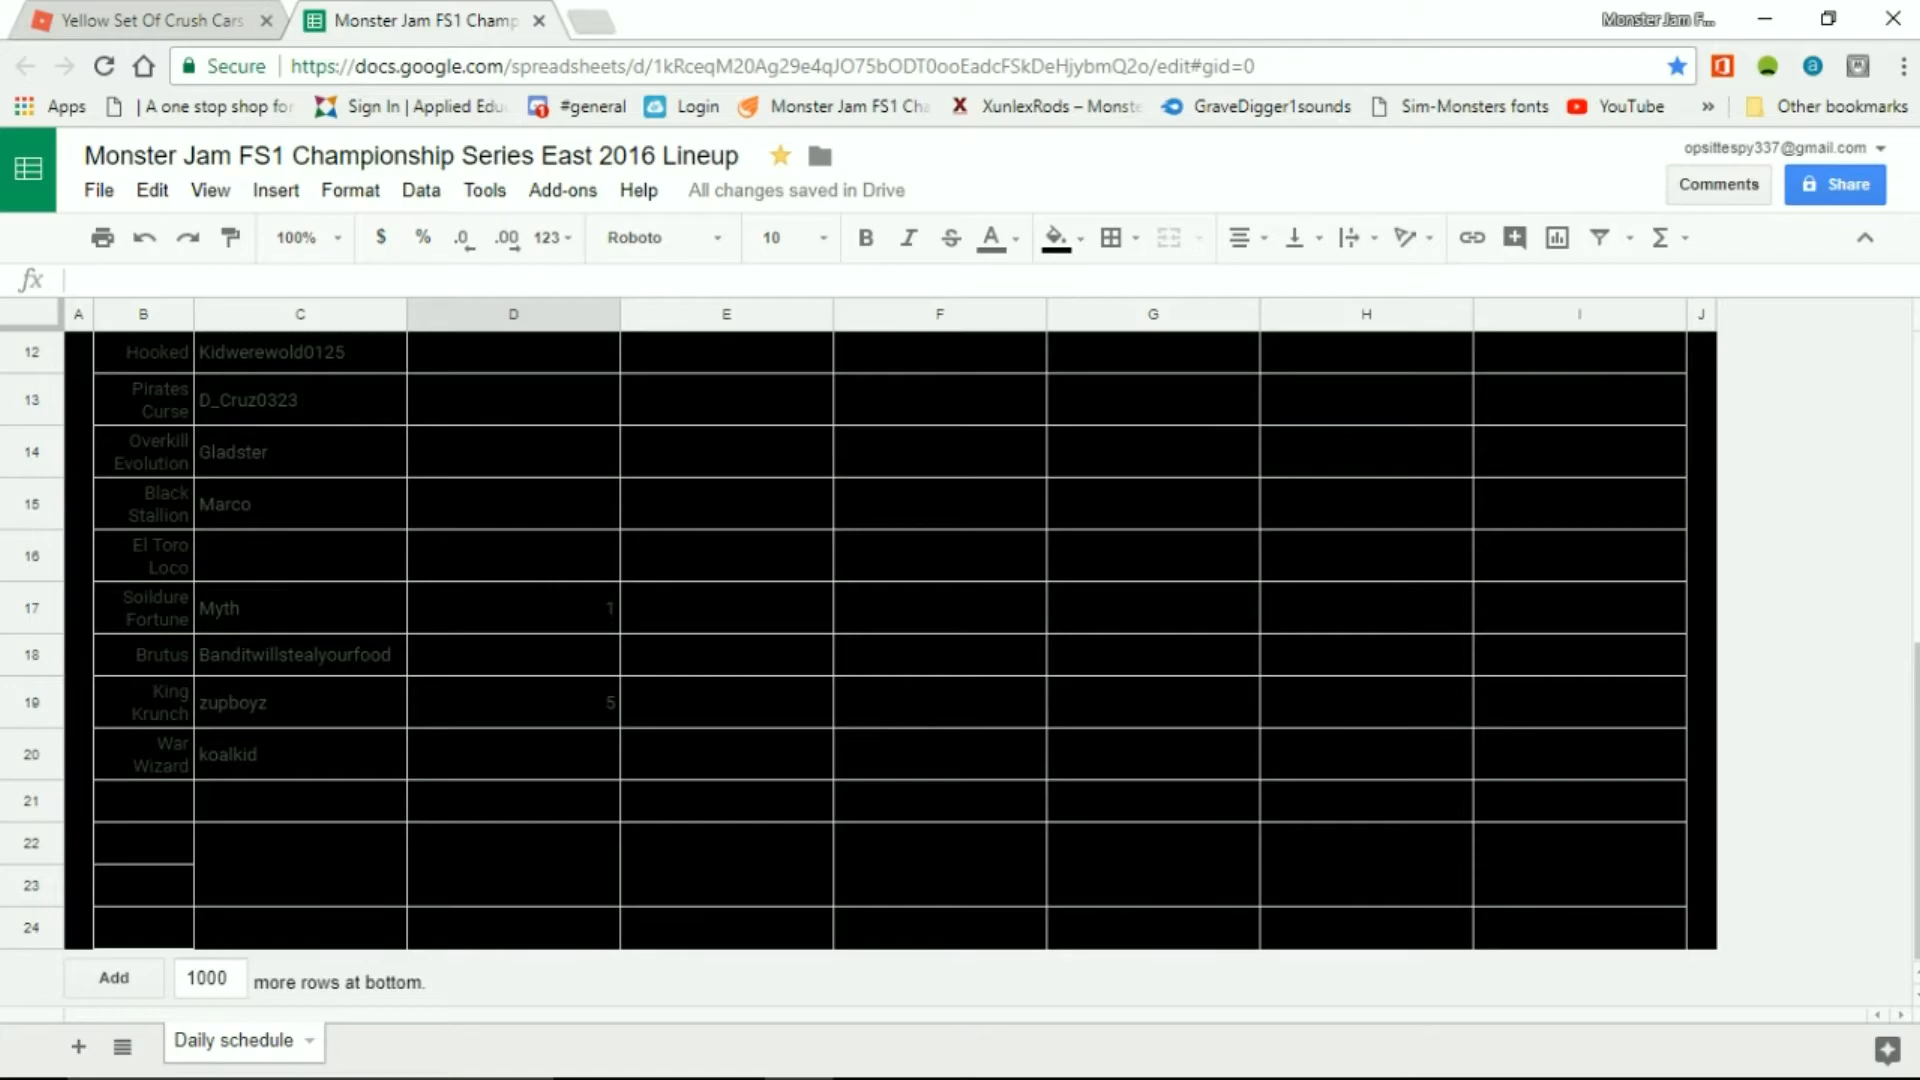 Yellow Set Of Crush Cars
Monster Jam FS1 Champ
Monster Jam F...
Secure
https://docs.google.com/spreadsheets/d/1kRceqM20Ag29e4qJO75bODT0ooEadcFSkDeHjybmQ2o/edit#gid=0
Apps
| A one stop shop for
Sign In | Applied Edu
#general
Login
Monster Jam FS1 Cha
XunlexRods – Monste
GraveDigger1sounds
Sim-Monsters fonts
YouTube
»
Other bookmarks
Monster Jam FS1 Championship Series East 2016 Lineup
opsittespy337@gmail.com
File Edit View Insert Format Data Tools Add-ons Help All changes saved in Drive
Comments
Share
100% $ % .0 .00 123 Roboto 10 B I S A Σ
fx
A B C D E F G H I J
12 Hooked Kidwerewold0125
13 Pirates Curse D_Cruz0323
14 Overkill Evolution Gladster
15 Black Stallion Marco
16 El Toro Loco
17 Soildure Fortune Myth 1
18 Brutus Banditwillstealyourfood
19 King Krunch zupboyz 5
20 War Wizard koalkid
21
22
23
24
Add 1000 more rows at bottom.
Daily schedule